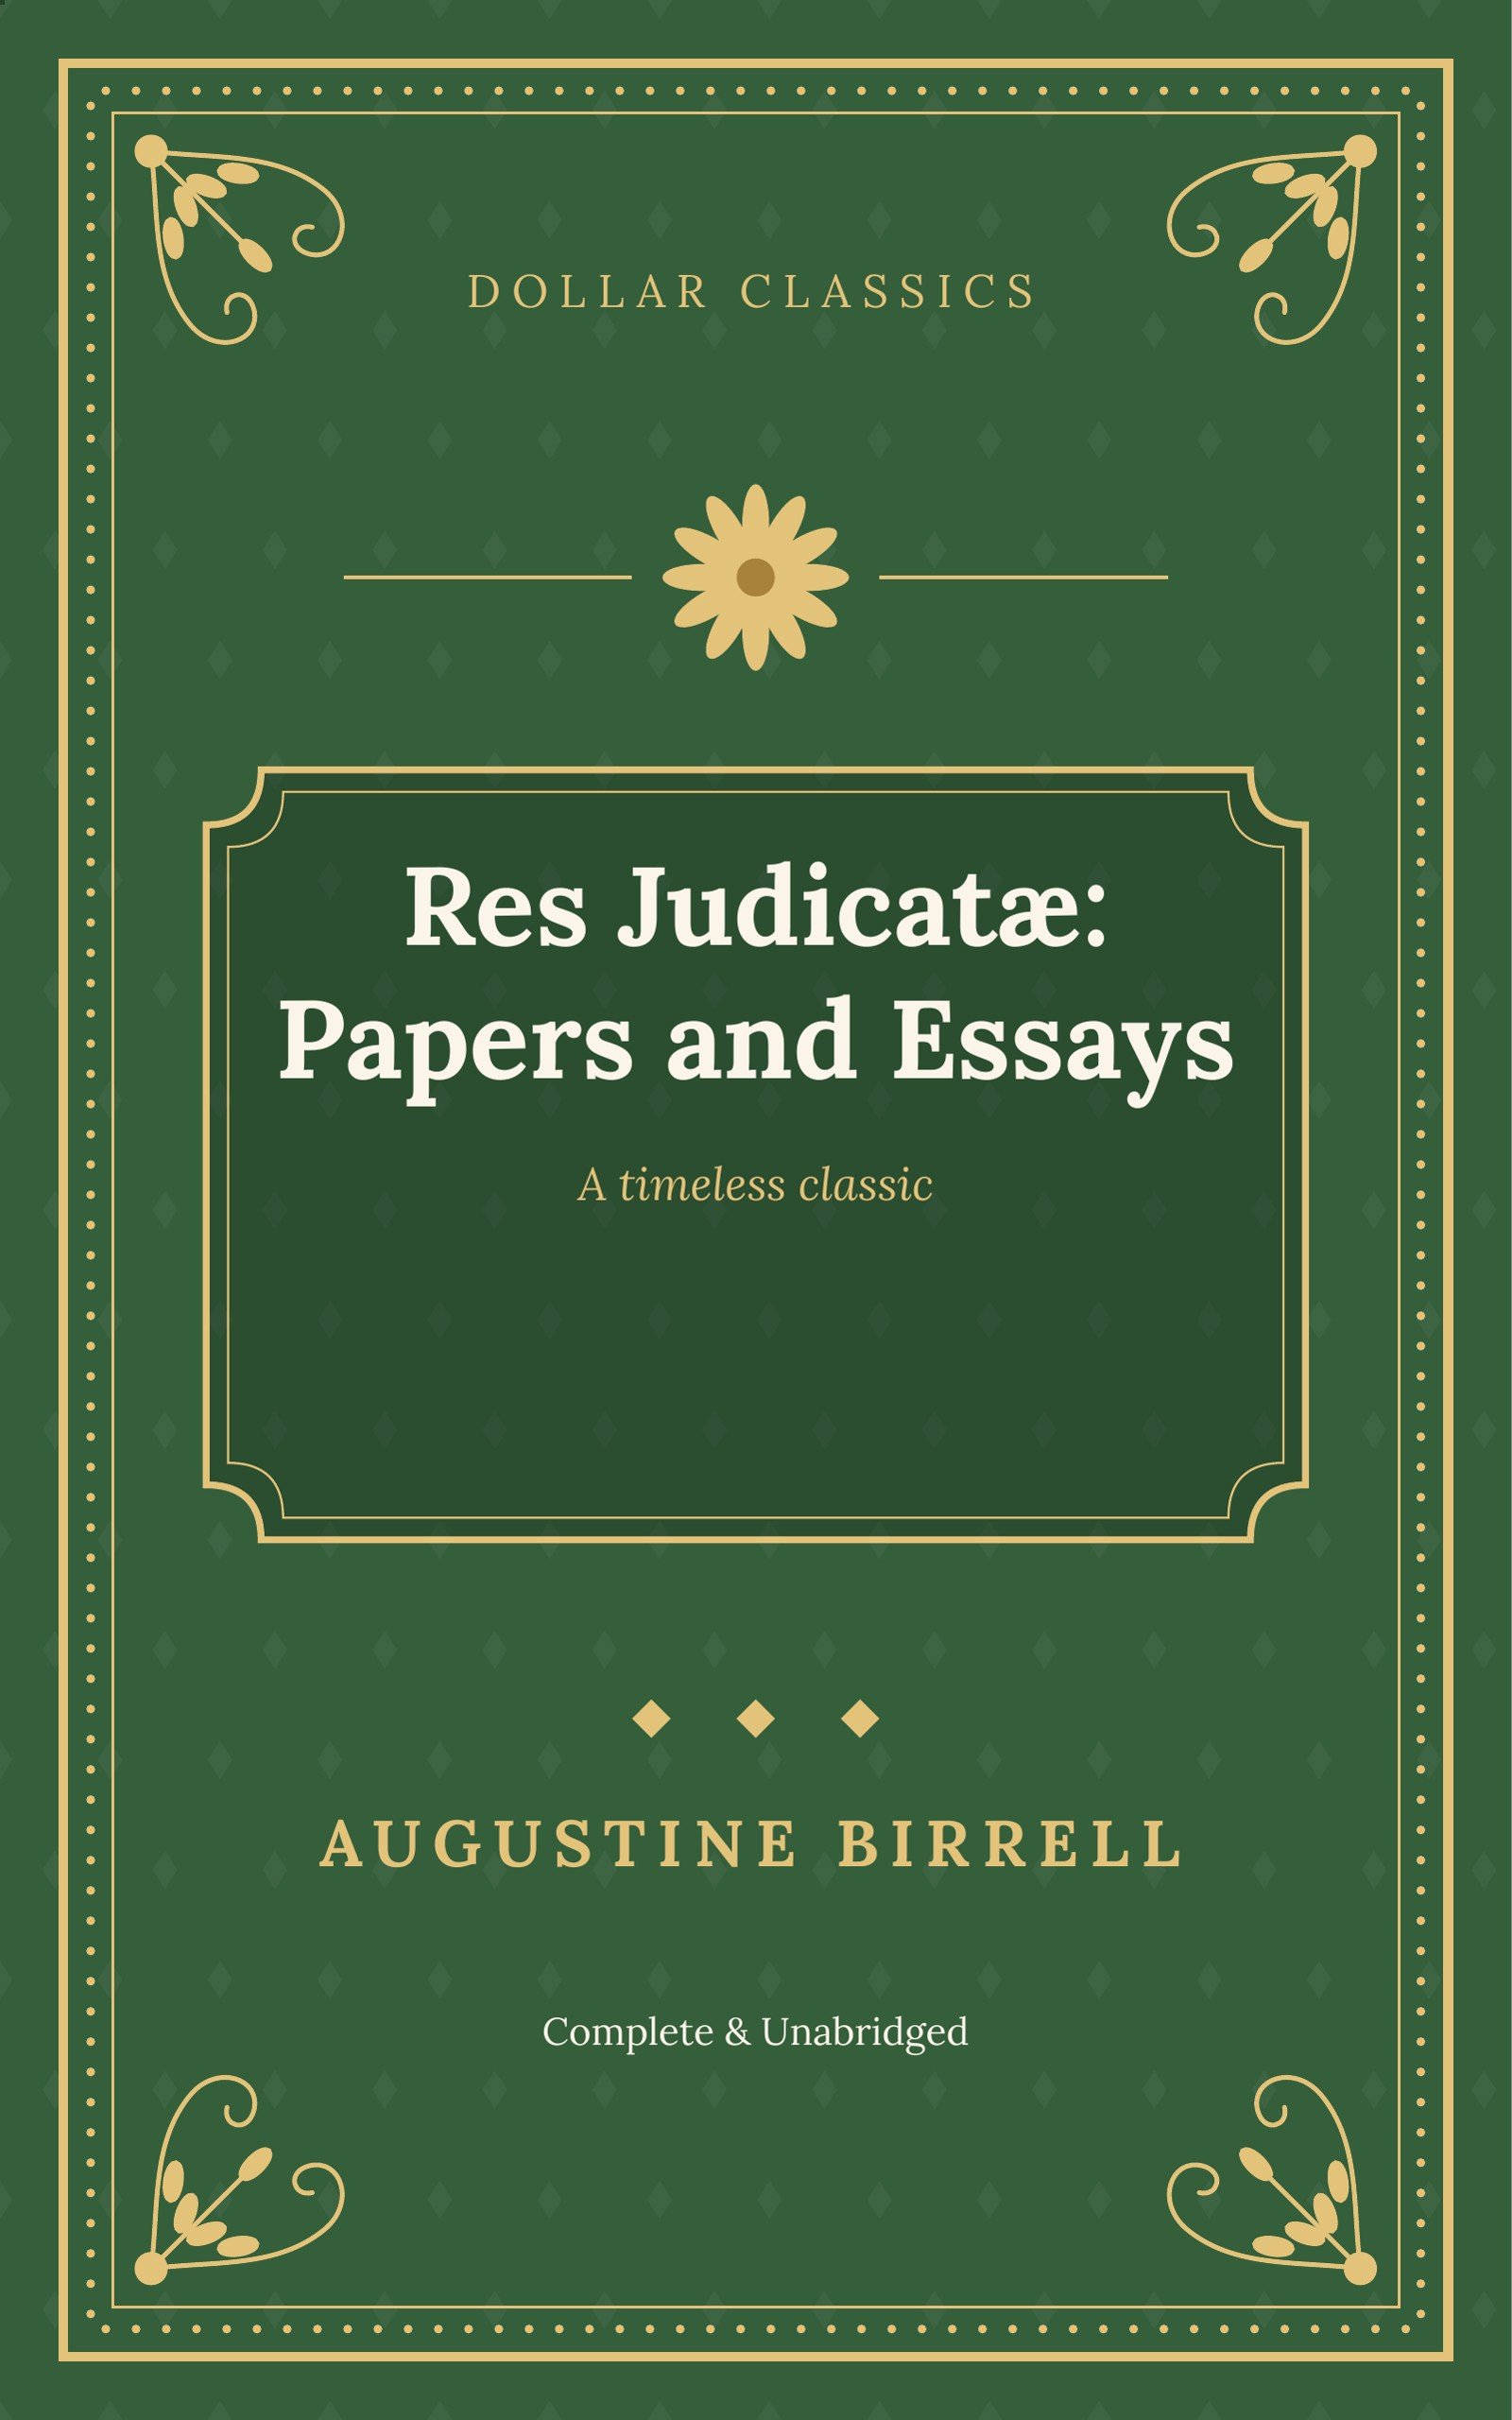 DOLLAR CLASSICS
Res Judicatæ:
Papers and Essays
A timeless classic
AUGUSTINE BIRRELL
Complete & Unabridged